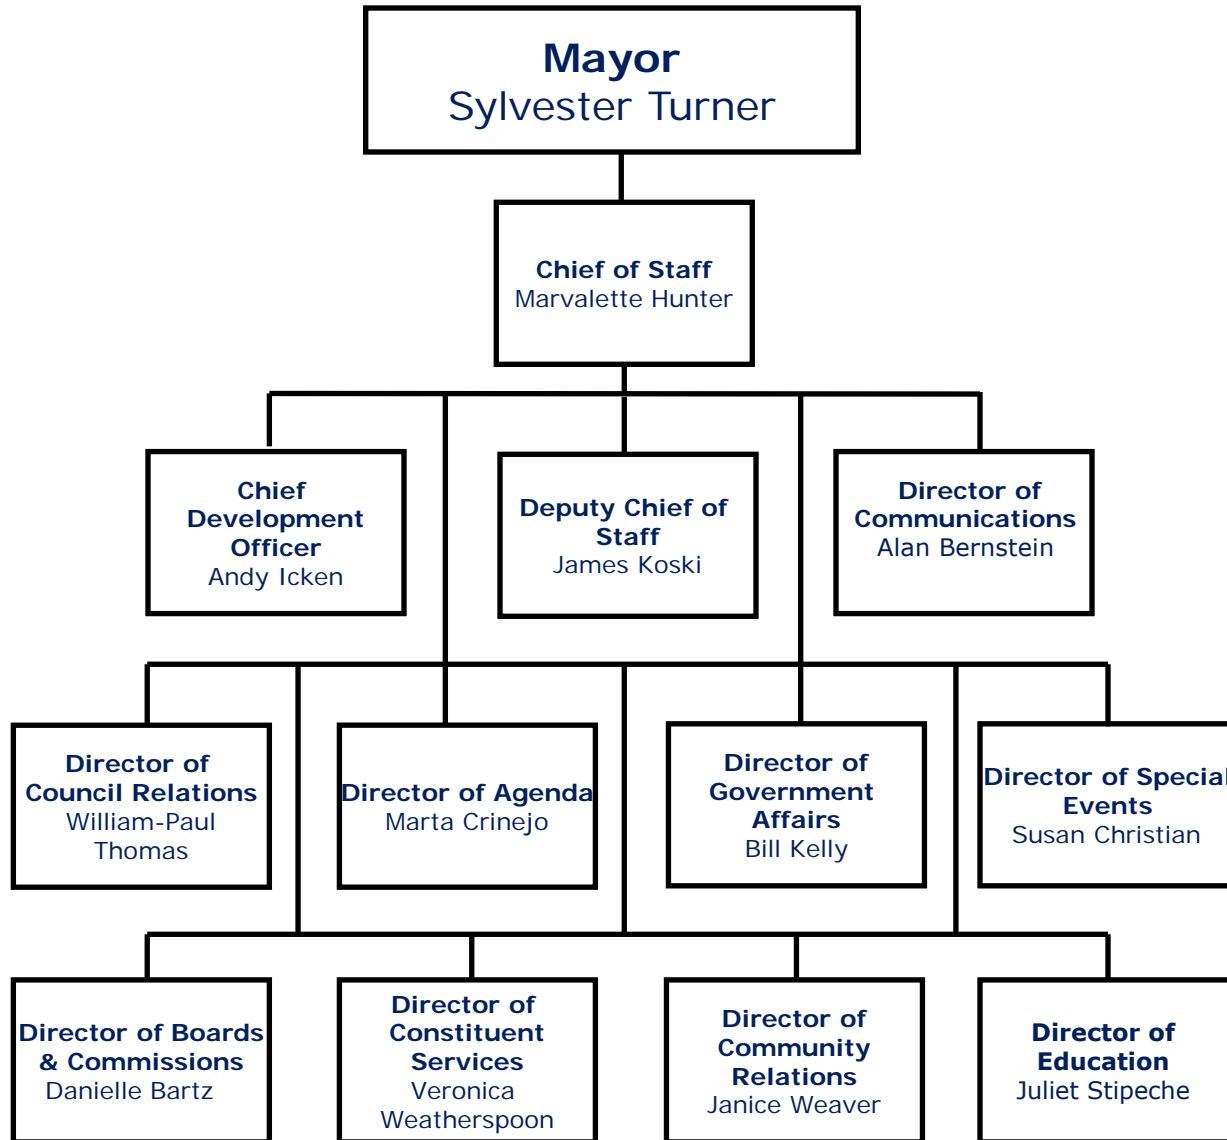 Mayor
Sylvester Turner
Chief of Staff
Marvalette Hunter
Chief
Development
Officer
Andy Icken
Deputy Chief of
Staff
James Koski
Director of
Communications
Alan Bernstein
Director of
Council Relations
William-Paul
Thomas
Director of Agenda
Marta Crinejo
Director of
Government
Affairs
Bill Kelly
Director of Special
Events
Susan Christian
Director of Boards
& Commissions
Danielle Bartz
Director of
Constituent
Services
Veronica
Weatherspoon
Director of
Community
Relations
Janice Weaver
Director of
Education
Juliet Stipeche